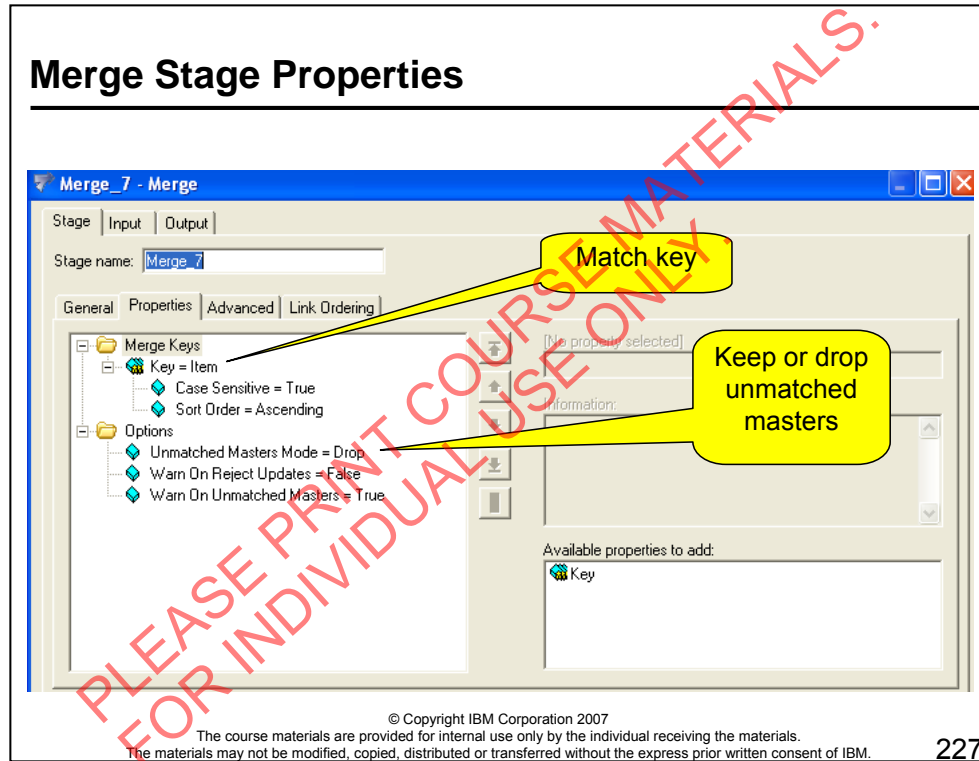 Merge Stage Properties
Merge_7 - Merge
Stage Input Output
Stage name: Merge_7
General Properties Advanced Link Ordering
Merge Keys
Key = Item
Case Sensitive = True
Sort Order = Ascending
Options
Unmatched Masters Mode = Drop
Warn On Reject Updates = False
Warn On Unmatched Masters = True
Match key
[No property selected]
Keep or drop
unmatched
masters
Information:
Available properties to add:
Key
PLEASE PRINT COURSE MATERIALS.
FOR INDIVIDUAL USE ONLY.
© Copyright IBM Corporation 2007
The course materials are provided for internal use only by the individual receiving the materials.
The materials may not be modified, copied, distributed or transferred without the express prior written consent of IBM.
227